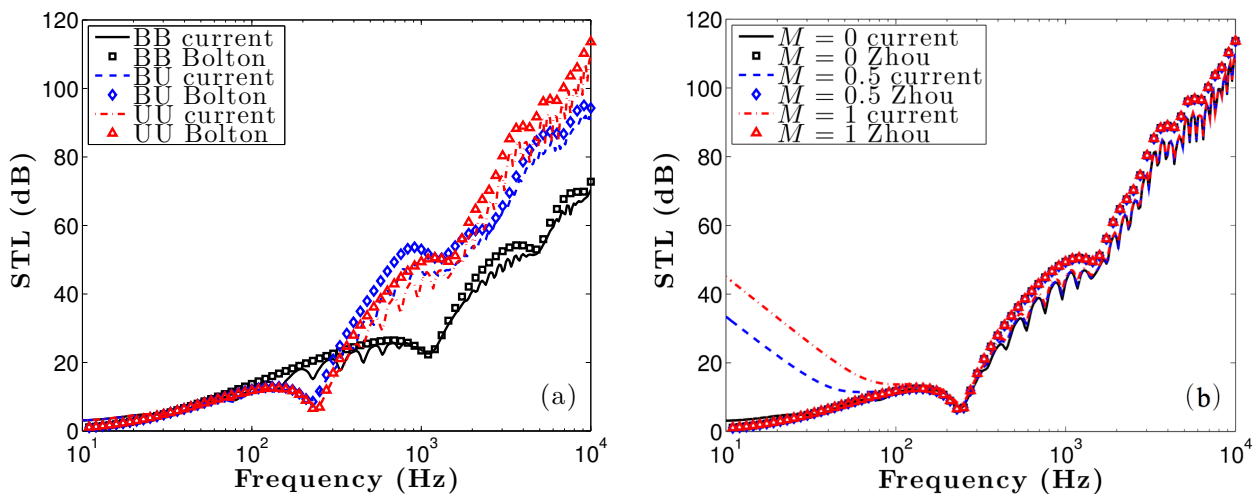 120
100
80
60
40
20
0
STL (dB)
BB current
BB Bolton
BU current
BU Bolton
UU current
UU Bolton
(a)
10^1
10^2
10^3
10^4
Frequency (Hz)
120
100
80
60
40
20
0
STL (dB)
M = 0 current
M = 0 Zhou
M = 0.5 current
M = 0.5 Zhou
M = 1 current
M = 1 Zhou
(b)
10^1
10^2
10^3
10^4
Frequency (Hz)